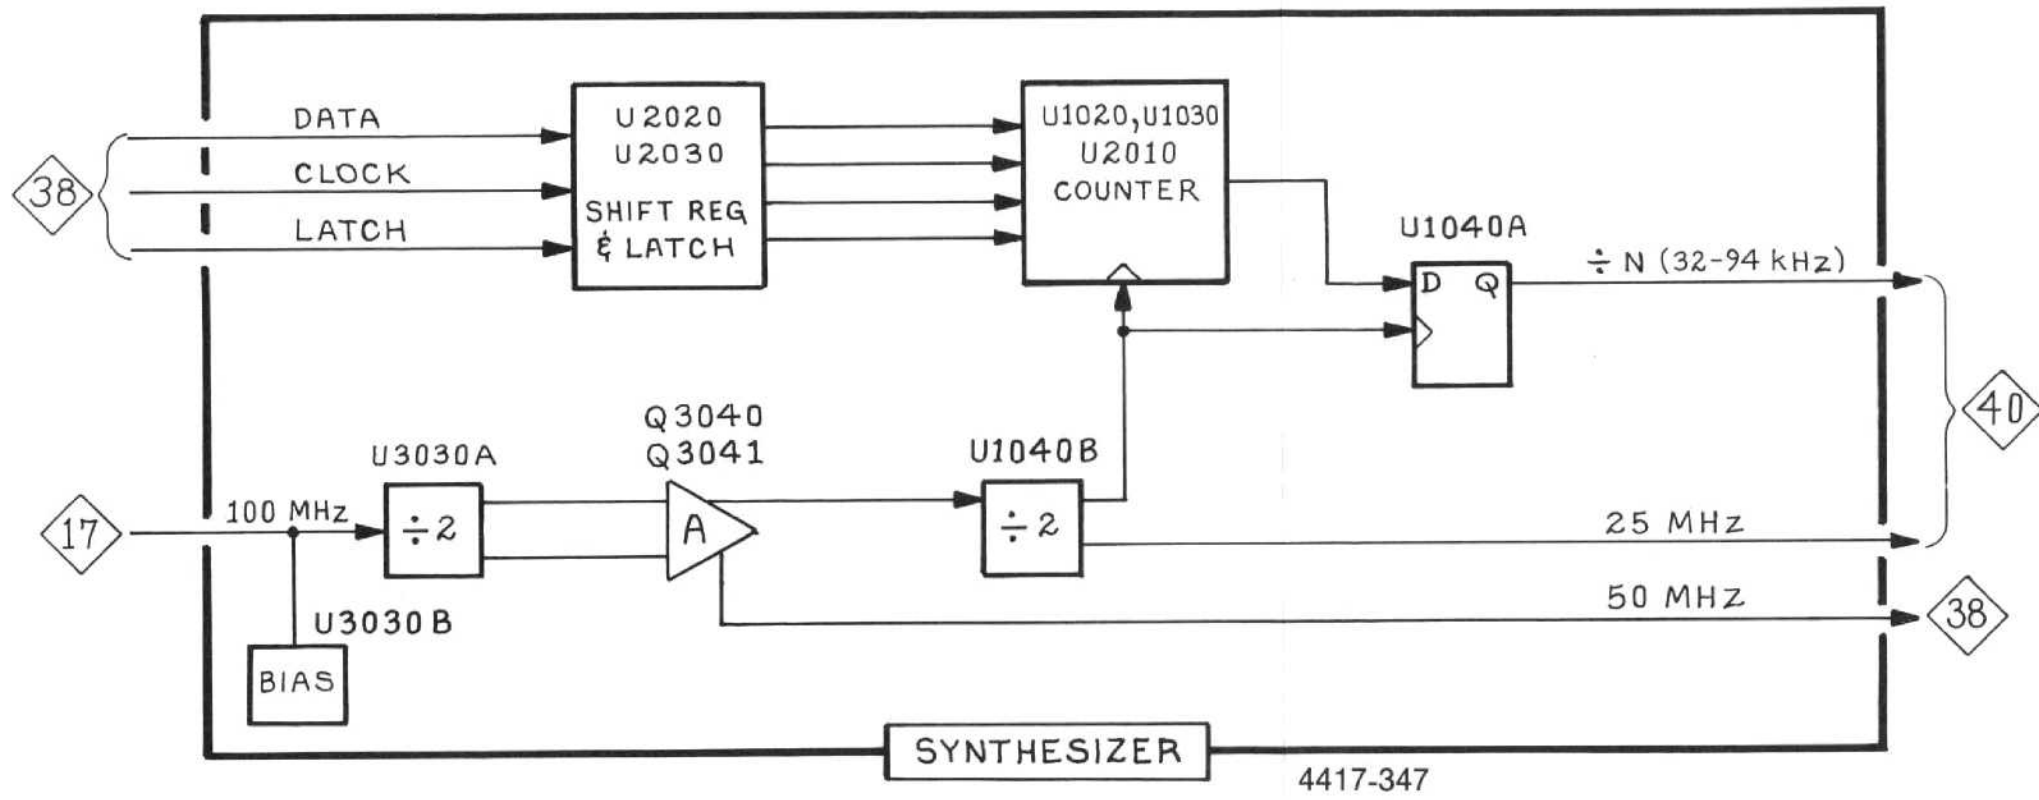 DATA
CLOCK
LATCH
38
U2020
U2030
SHIFT REG
& LATCH
U1020,U1030
U2010
COUNTER
U1040A
D Q
÷ N (32-94 kHz)
40
Q3040
Q3041
U3030A
U1040B
17
100 MHz
÷2
A
÷2
25 MHz
50 MHz
38
U3030B
BIAS
SYNTHESIZER
4417-347